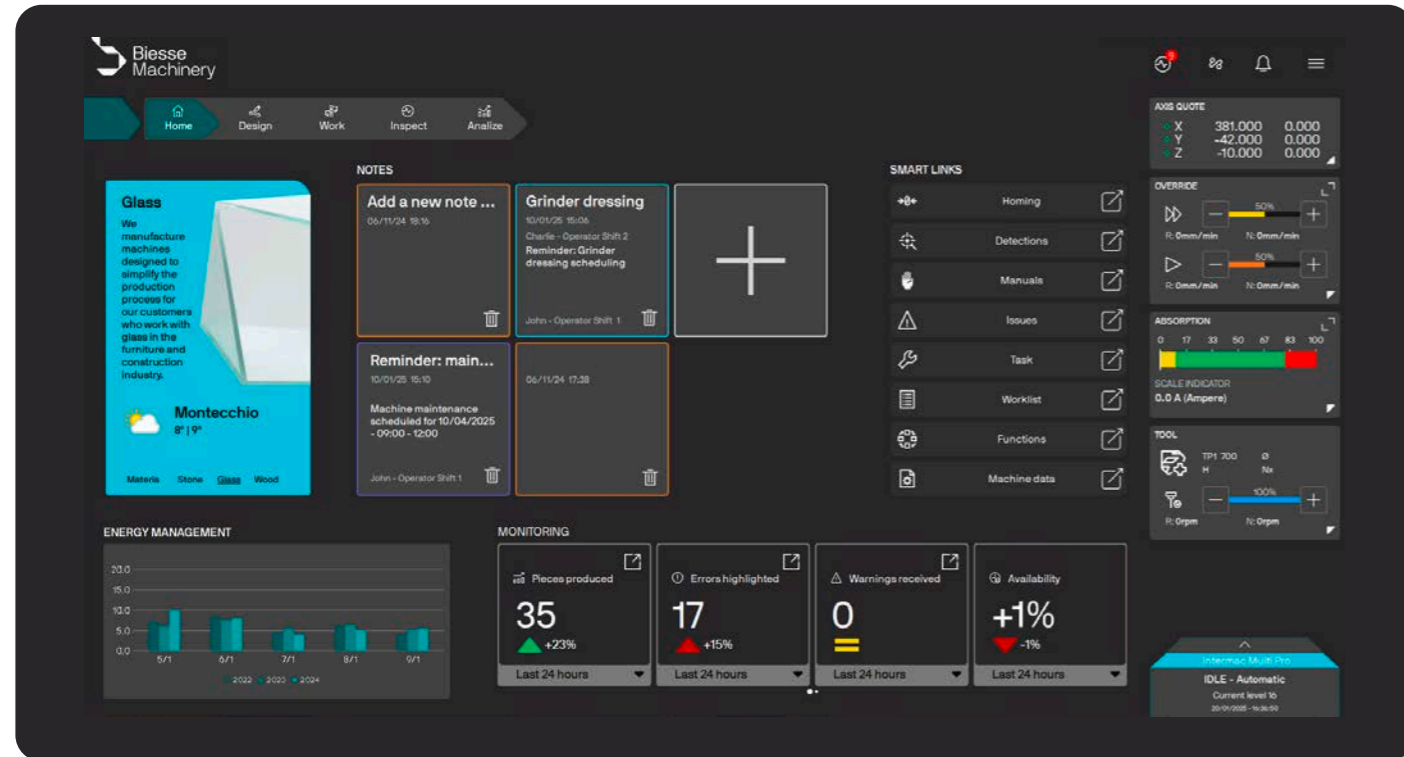 Biesse
Machinery
9
Home
Design
Work
Inspect
Analize
Glass
We
manufacture
machines
designed to
simplify the
production
process for
our customers
who work with
glass in the
furniture and
construction
industry.
Montecchio
8° | 9°
Materia Stone Glass Wood
NOTES
Add a new note ...
06/11/24 18:16
Grinder dressing
10/01/25 15:06
Charlie - Operator Shift 2
Reminder: Grinder
dressing scheduling
John - Operator Shift 1
Reminder: main...
10/01/25 15:10
Machine maintenance
scheduled for 10/04/2025
- 09:00 - 12:00
John - Operator Shift 1
06/11/24 17:38
SMART LINKS
Homing
Detections
Manuals
Issues
Task
Worklist
Functions
Machine data
AXIS QUOTE
X 381.000 0.000
Y -42.000 0.000
Z -10.000 0.000
OVERRIDE
50%
R: 0mm/min N: 0mm/min
50%
R: 0mm/min N: 0mm/min
ABSORPTION
0 17 33 50 67 83 100
SCALE INDICATOR
0.0 A (Ampere)
TOOL
TP1 700 Ø
H Nx
100%
R: 0rpm N: 0rpm
ENERGY MANAGEMENT
20.0
15.0
10.0
5.0
0.0
5/1 6/1 7/1 8/1 9/1
2022 2023 2024
MONITORING
Pieces produced
35
+23%
Last 24 hours
Errors highlighted
17
+15%
Last 24 hours
Warnings received
0
Last 24 hours
Availability
+1%
-1%
Last 24 hours
Intermac Multi Pro
IDLE - Automatic
Current level 16
20/01/2025 - 16:36:50